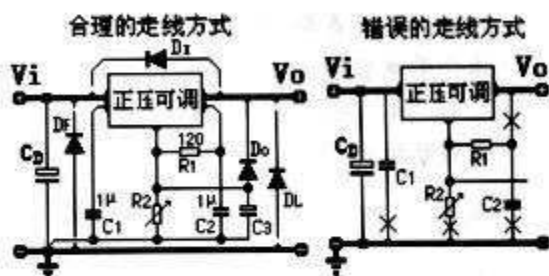 合理的走线方式
错误的走线方式
DI
Vi
Vo
正压可调
DF
CD
120
R1
Do
DL
1μ
C1
R2
1μ
C2
C3
Vi
Vo
正压可调
CD
C1
R1
R2
C2